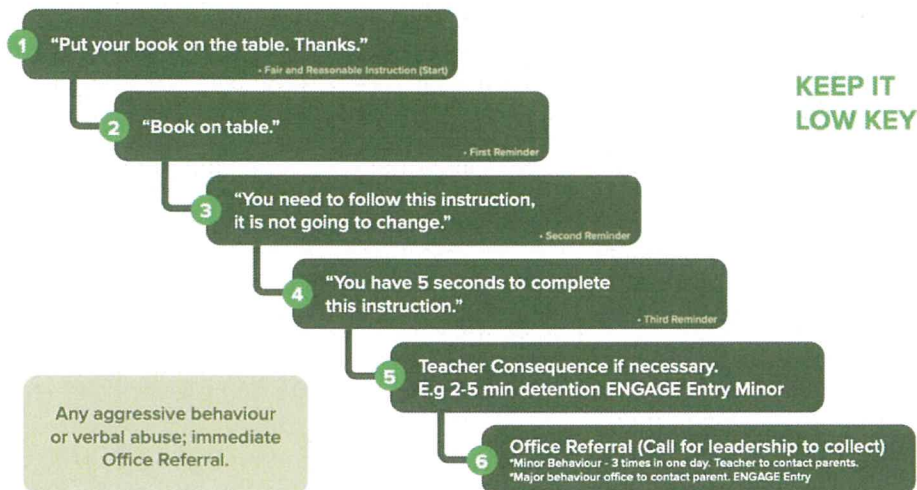 1
"Put your book on the table. Thanks."
• Fair and Reasonable Instruction (Start)
KEEP IT
LOW KEY
2
"Book on table."
• First Reminder
3
"You need to follow this instruction,
it is not going to change."
• Second Reminder
4
"You have 5 seconds to complete
this instruction."
• Third Reminder
5
Teacher Consequence if necessary.
E.g 2-5 min detention ENGAGE Entry Minor
Any aggressive behaviour
or verbal abuse; immediate
Office Referral.
6
Office Referral (Call for leadership to collect)
*Minor Behaviour - 3 times in one day. Teacher to contact parents.
*Major behaviour office to contact parent. ENGAGE Entry